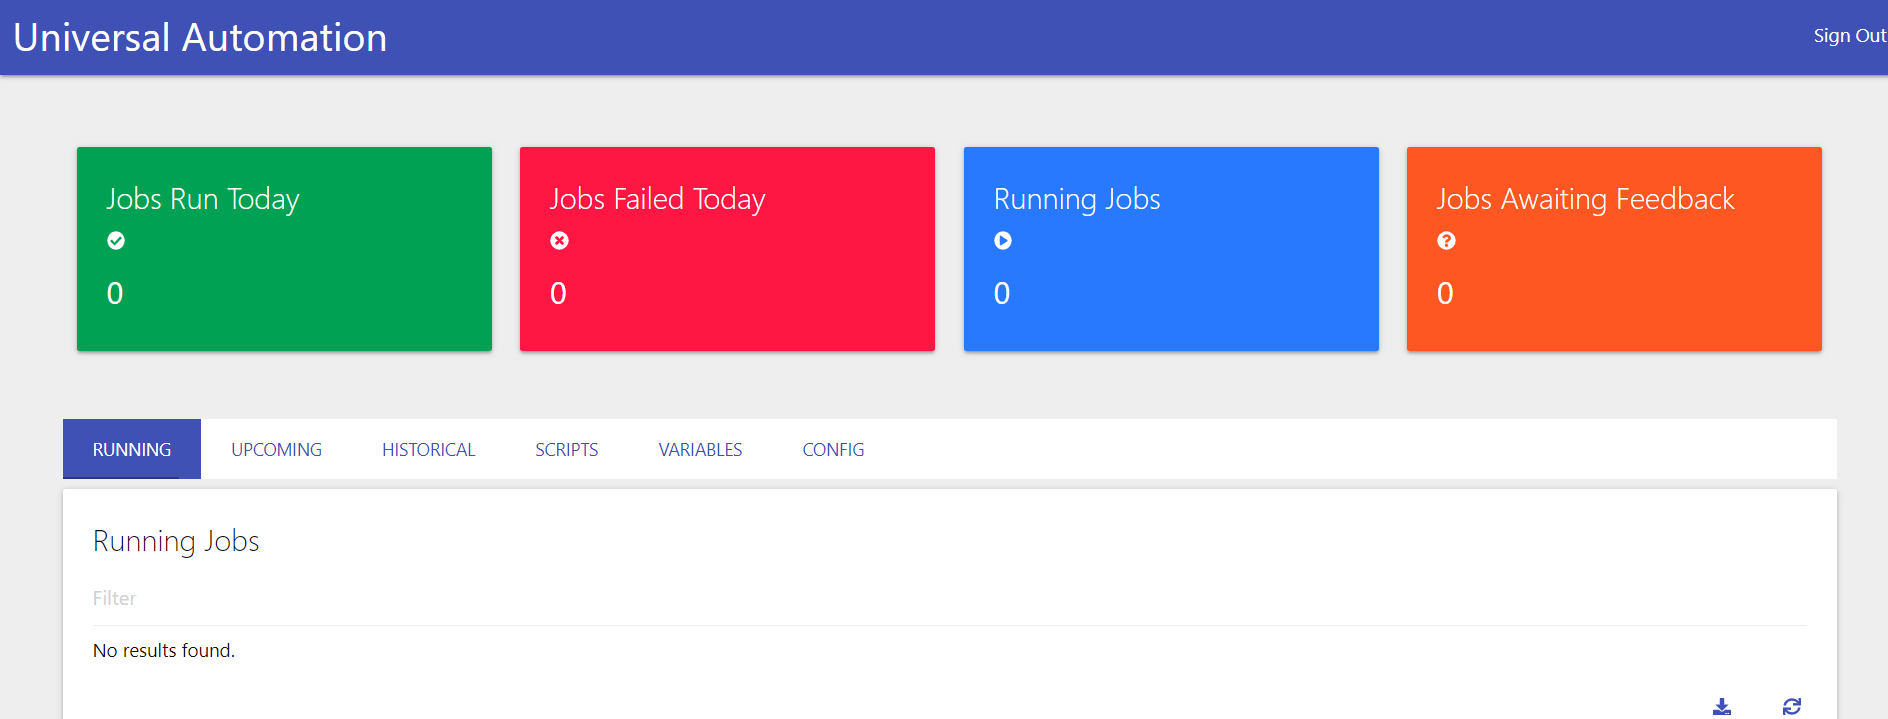 Universal Automation
Sign Out
Jobs Run Today
0
Jobs Failed Today
0
Running Jobs
0
Jobs Awaiting Feedback
0
RUNNING UPCOMING HISTORICAL SCRIPTS VARIABLES CONFIG
Running Jobs
Filter
No results found.